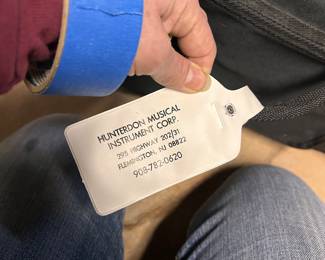 HUNTERDON MUSICAL
INSTRUMENT CORP.
295 HIGHWAY 202/31
FLEMINGTON, NJ 08822
908-782-0620